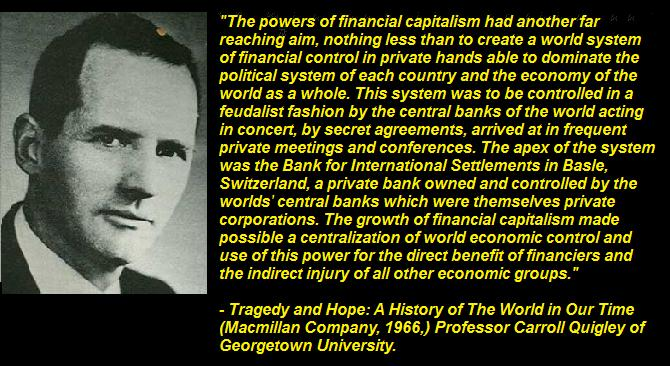 "The powers of financial capitalism had another far
reaching aim, nothing less than to create a world system
of financial control in private hands able to dominate the
political system of each country and the economy of the
world as a whole. This system was to be controlled in a
feudalist fashion by the central banks of the world acting
in concert, by secret agreements, arrived at in frequent
private meetings and conferences. The apex of the system
was the Bank for International Settlements in Basle,
Switzerland, a private bank owned and controlled by the
worlds' central banks which were themselves private
corporations. The growth of financial capitalism made
possible a centralization of world economic control and
use of this power for the direct benefit of financiers and
the indirect injury of all other economic groups."
- Tragedy and Hope: A History of The World in Our Time
(Macmillan Company, 1966,) Professor Carroll Quigley of
Georgetown University.